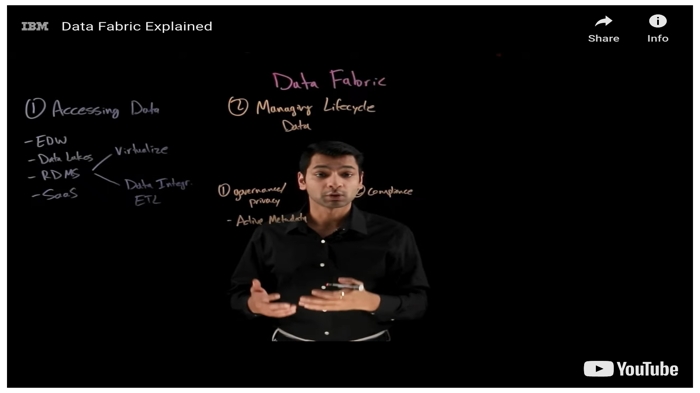 IBM Data Fabric Explained
Share
Info
Data Fabric
① Accessing Data
- EDW
- Data Lakes
- RDMS
- SaaS
Virtualize
Data Integr.
ETL
② Managing Lifecycle
Data
① governance/
privacy
- Active Metadata
② Compliance
YouTube